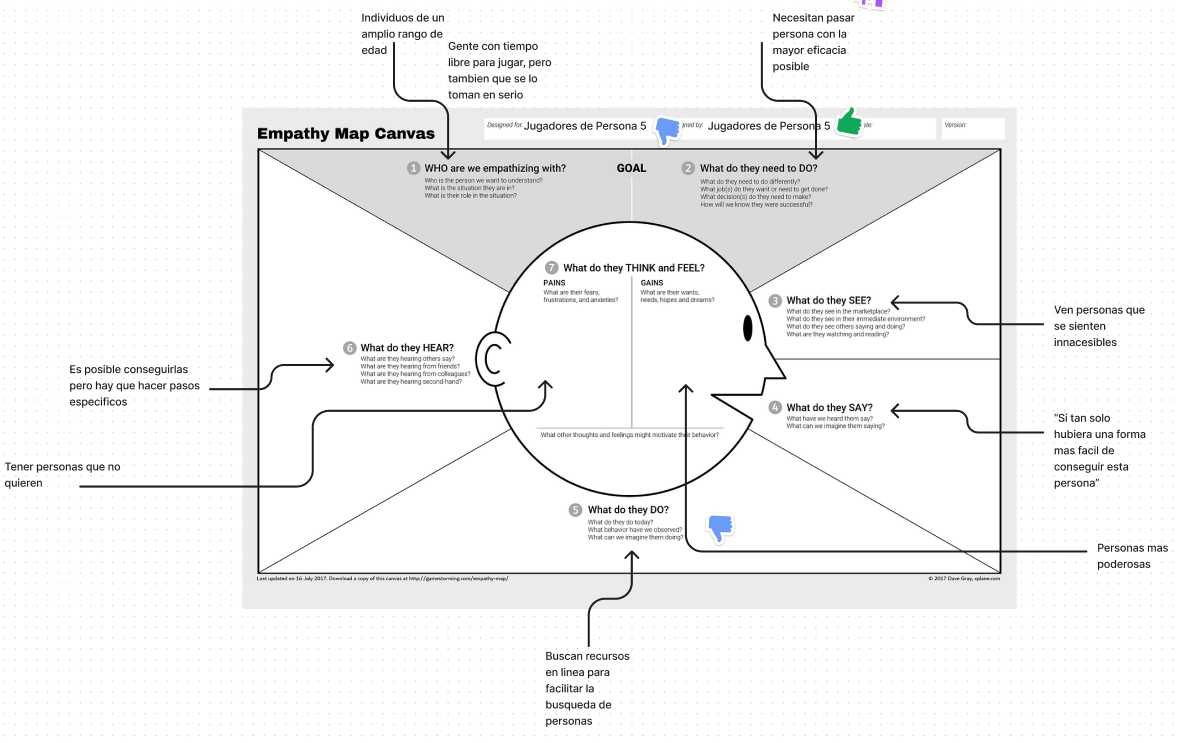 Individuos de un
amplio rango de
edad
Gente con tiempo
libre para jugar, pero
tambien que se lo
toman en serio
Necesitan pasar
persona con la
mayor eficacia
posible
Empathy Map Canvas
Designed for: Jugadores de Persona 5
ned by: Jugadores de Persona 5
te:
Version:
1 WHO are we empathizing with?
Who is the person we want to understand?
What is the situation they are in?
What is their role in the situation?
GOAL
2 What do they need to DO?
What do they need to do differently?
What job(s) do they want or need to get done?
What decision(s) do they need to make?
How will we know they were successful?
7 What do they THINK and FEEL?
PAINS
What are their fears,
frustrations, and anxieties?
GAINS
What are their wants,
needs, hopes and dreams?
What other thoughts and feelings might motivate their behavior?
3 What do they SEE?
What do they see in the marketplace?
What do they see in their immediate environment?
What do they see others saying and doing?
What are they watching and reading?
Ven personas que
se sienten
innacesibles
4 What do they SAY?
What have we heard them say?
What can we imagine them saying?
“Si tan solo
hubiera una forma
mas facil de
conseguir esta
persona”
6 What do they HEAR?
What are they hearing others say?
What are they hearing from friends?
What are they hearing from colleagues?
What are they hearing second-hand?
Es posible conseguirlas
pero hay que hacer pasos
especificos
Tener personas que no
quieren
5 What do they DO?
What do they do today?
What behavior have we observed?
What can we imagine them doing?
Personas mas
poderosas
Last updated on 16 July 2017. Download a copy of this canvas at http://gamestorming.com/empathy-map/
© 2017 Dave Gray, xplane.com
Buscan recursos
en linea para
facilitar la
busqueda de
personas